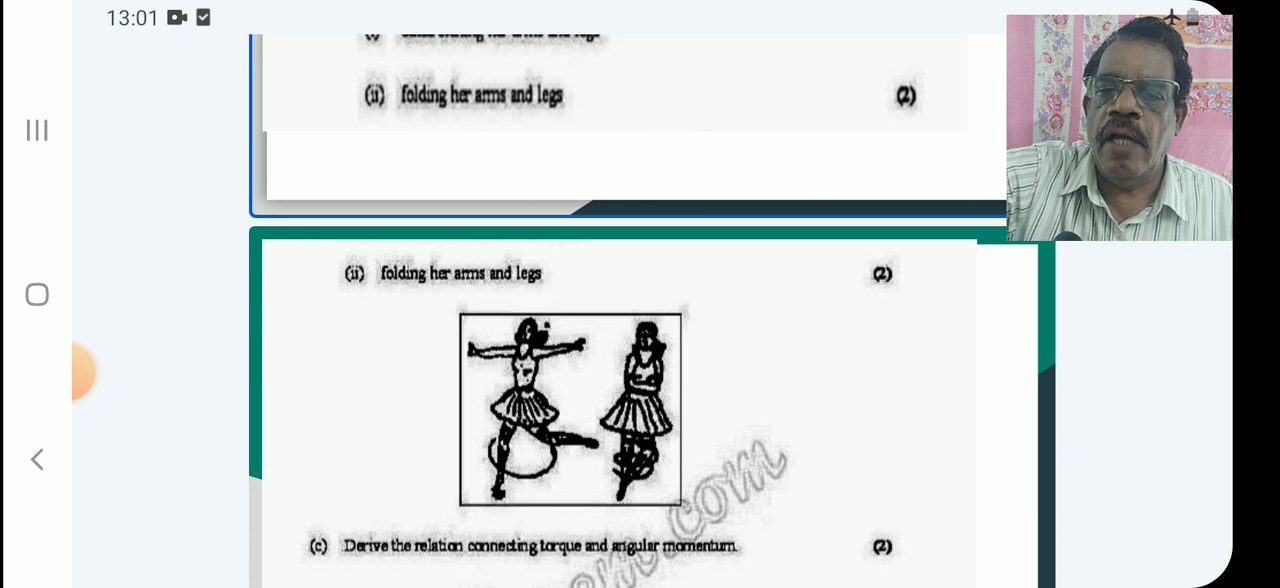 13:01
(ii) folding her arms and legs (2)
(ii) folding her arms and legs (2)
(c) Derive the relation connecting torque and angular momentum. (2)
.com